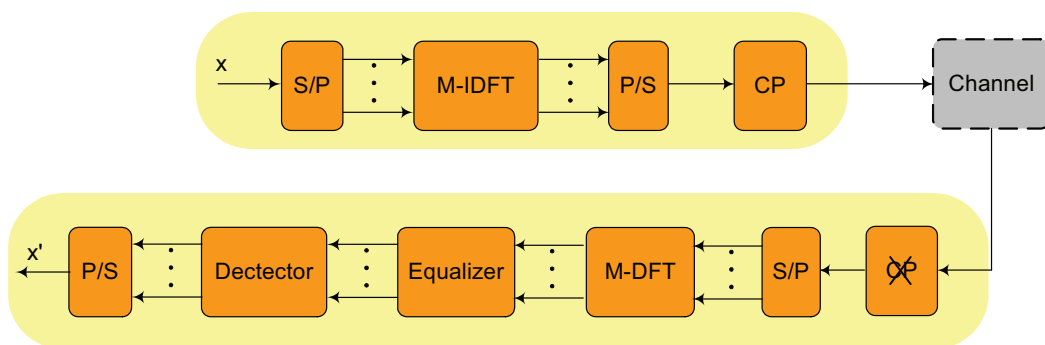 x
S/P
M-IDFT
P/S
CP
Channel
x'
P/S
Dectector
Equalizer
M-DFT
S/P
CP